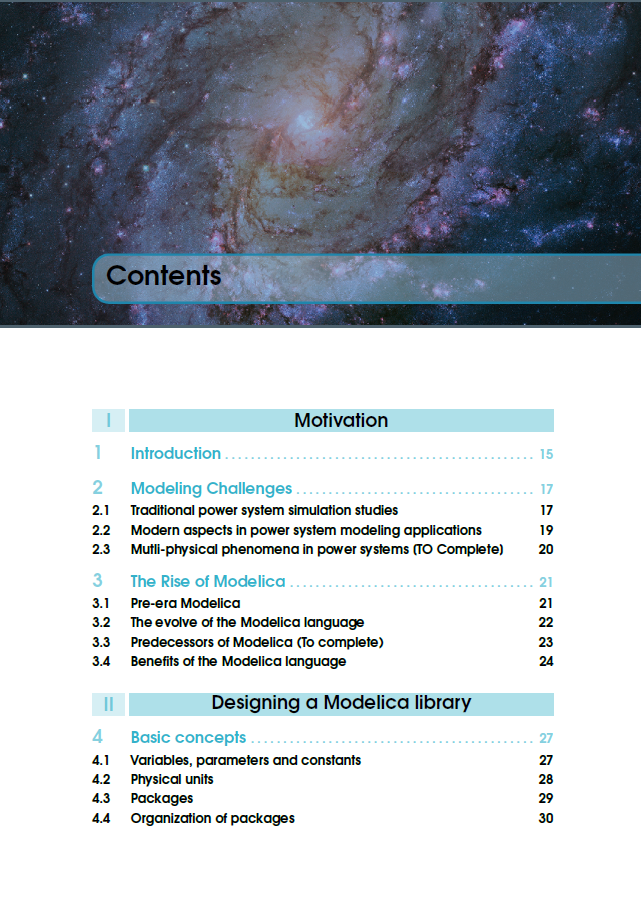 Contents
I Motivation
1 Introduction . . . . . . . . . . . . . . . . . . . . . . . . . . . . . . . . . . . . . . . . . . . . . . . . 15
2 Modeling Challenges . . . . . . . . . . . . . . . . . . . . . . . . . . . . . . . . . . . . . 17
2.1 Traditional power system simulation studies 17
2.2 Modern aspects in power system modeling applications 19
2.3 Mutli-physical phenomena in power systems (TO Complete) 20
3 The Rise of Modelica . . . . . . . . . . . . . . . . . . . . . . . . . . . . . . . . . . . . . . 21
3.1 Pre-era Modelica 21
3.2 The evolve of the Modelica language 22
3.3 Predecessors of Modelica (To complete) 23
3.4 Benefits of the Modelica language 24
II Designing a Modelica library
4 Basic concepts . . . . . . . . . . . . . . . . . . . . . . . . . . . . . . . . . . . . . . . . . . . . 27
4.1 Variables, parameters and constants 27
4.2 Physical units 28
4.3 Packages 29
4.4 Organization of packages 30